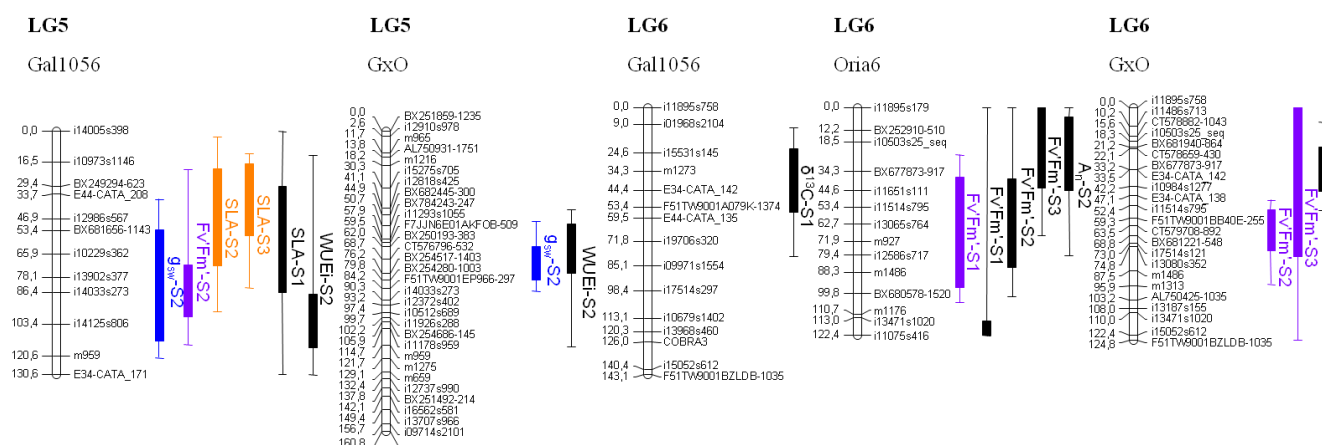 LG5
Gal1056
0,0 i14005s398
16,5 i10973s1146
29,4 BX249294-623
33,7 E44-CATA_208
46,9 i12986s567
53,4 BX681656-1143
65,9 i10229s362
78,1 i13902s377
86,4 i14033s273
103,4 i14125s806
120,6 m959
130,6 E34-CATA_171
gsw-S2
Fv'Fm'-S2
SLA-S2
SLA-S3
SLA-S1
WUEi-S2
LG5
GxO
0,0 BX251859-1235
2,6 i12910s978
11,7 m965
13,8 AL750931-1751
18,2 m1216
30,3 i15275s705
41,1 i12818s425
44,9 BX682445-300
50,3 BX784243-247
57,9 i11293s1055
59,5 F7JJN6E01AkFOB-509
62,0 BX250193-383
68,7 CT576796-532
76,2 BX254517-1403
84,2 BX254280-1003
90,3 F51TW9001EP966-297
93,2 i14033s273
97,4 i12372s402
99,7 i10512s689
102,2 i11926s288
105,9 BX254686-145
114,7 i11178s959
121,7 m959
129,1 m1275
132,4 m659
137,8 i12737s990
142,1 BX251492-214
149,4 i16562s581
156,7 i13707s966
160,8 i09714s2101
gsw-S2
WUEi-S2
LG6
Gal1056
0,0 i11895s758
9,0 i01968s2104
24,6 i15531s145
34,3 m1273
44,4 E34-CATA_142
53,4 F51TW9001A079K-1374
59,5 E44-CATA_135
71,8 i19706s320
85,1 i09971s1554
97,4 i17514s297
113,1 i10679s1402
120,3 i13968s460
126,0 COBRA3
140,4 i15052s612
143,1 F51TW9001BZLDB-1035
δ13C-S1
LG6
Oria6
0,0 i11895s179
12,2 BX252910-510
18,5 i10503s25_seq
34,3 BX677873-917
44,6 i11651s111
53,4 i11514s795
62,7 i13065s764
71,9 m927
79,4 i12586s717
88,3 m1486
99,8 BX680578-1520
110,7 m1176
113,0 i13471s1020
122,4 i11075s416
Fv'Fm'-S1
Fv'Fm'-S1
Fv'Fm'-S2
Fv'Fm'-S3
An-S2
LG6
GxO
0,0 i11895s758
10,2 i11486s713
15,6 CT578882-1043
18,3 i10503s25_seq
22,1 BX681940-864
CT578659-430
33,2 BX677873-917
E34-CATA_142
42,1 i10984s1277
47,1 E34-CATA_138
52,4 i11514s795
59,3 F51TW9001BB40E-255
63,6 CT579708-892
68,8 BX681221-548
73,0 i17514s121
74,8 i13080s352
87,5 m1486
95,9 m1313
103,2 AL750425-1035
108,0 i13187s155
110,0 i13471s1020
122,4 i15052s612
124,8 F51TW9001BZLDB-1035
Fv'Fm'-S2
Fv'Fm'-S3